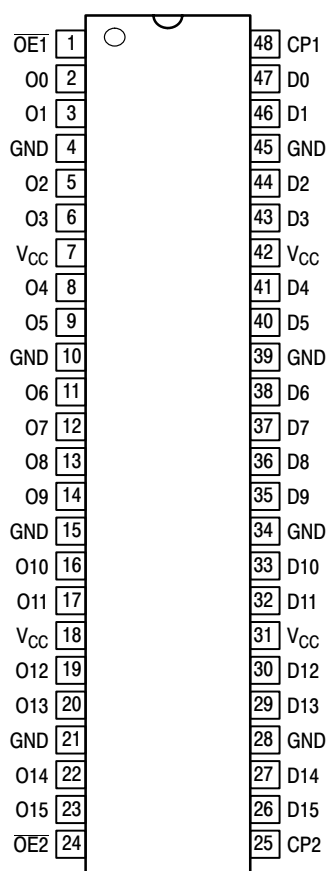 O̅E̅1̅ 1 48 CP1
O0 2 47 D0
O1 3 46 D1
GND 4 45 GND
O2 5 44 D2
O3 6 43 D3
VCC 7 42 VCC
O4 8 41 D4
O5 9 40 D5
GND 10 39 GND
O6 11 38 D6
O7 12 37 D7
O8 13 36 D8
O9 14 35 D9
GND 15 34 GND
O10 16 33 D10
O11 17 32 D11
VCC 18 31 VCC
O12 19 30 D12
O13 20 29 D13
GND 21 28 GND
O14 22 27 D14
O15 23 26 D15
O̅E̅2̅ 24 25 CP2